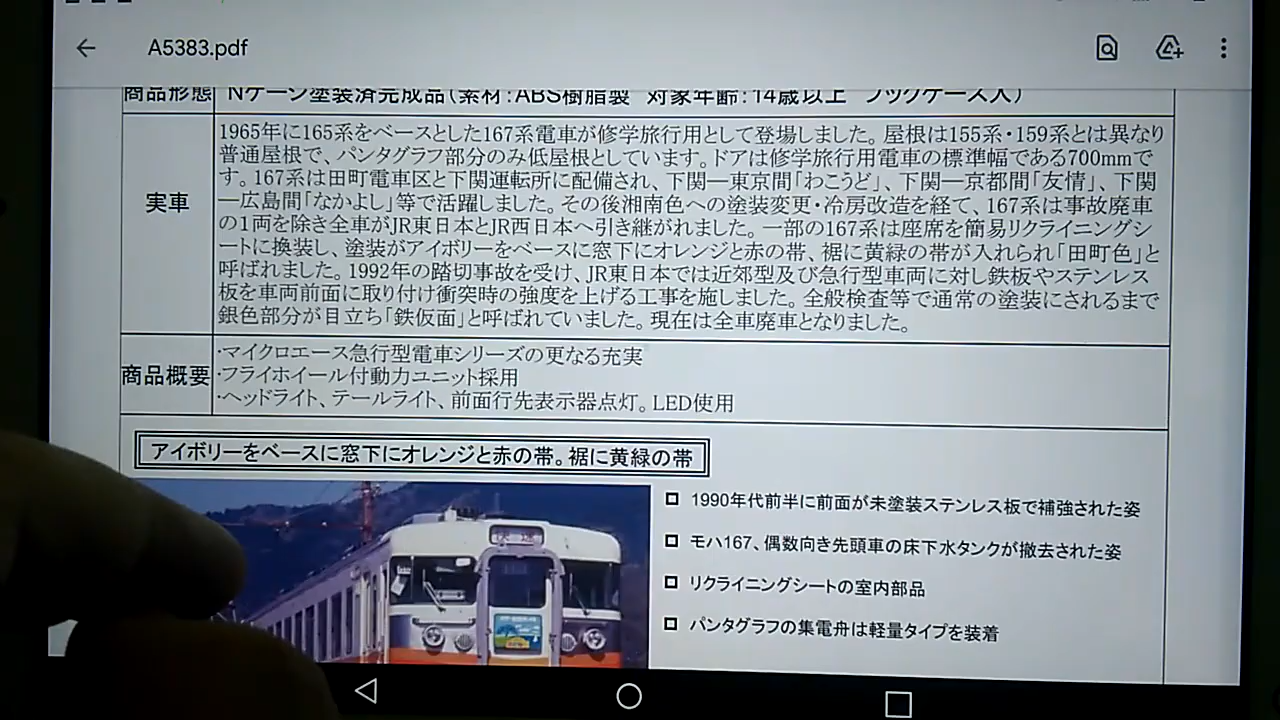 A5383.pdf
商品形態 Nゲージ塗装済完成品(素材:ABS樹脂製 対象年齢:14歳以上 ブックケース入)
実車
1965年に165系をベースとした167系電車が修学旅行用として登場しました。屋根は155系・159系とは異なり
普通屋根で、パンタグラフ部分のみ低屋根としています。ドアは修学旅行用電車の標準幅である700mmで
す。167系は田町電車区と下関運転所に配備され、下関―東京間「わこうど」、下関―京都間「友情」、下関
―広島間「なかよし」等で活躍しました。その後湘南色への塗装変更・冷房改造を経て、167系は事故廃車
の1両を除き全車がJR東日本とJR西日本へ引き継がれました。一部の167系は座席を簡易リクライニングシ
ートに換装し、塗装がアイボリーをベースに窓下にオレンジと赤の帯、裾に黄緑の帯が入れられ「田町色」と
呼ばれました。1992年の踏切事故を受け、JR東日本では近郊型及び急行型車両に対し鉄板やステンレス
板を車両前面に取り付け衝突時の強度を上げる工事を施しました。全般検査等で通常の塗装にされるまで
銀色部分が目立ち「鉄仮面」と呼ばれていました。現在は全車廃車となりました。
商品概要
・マイクロエース急行型電車シリーズの更なる充実
・フライホイール付動力ユニット採用
・ヘッドライト、テールライト、前面行先表示器点灯。LED使用
アイボリーをベースに窓下にオレンジと赤の帯。裾に黄緑の帯
1990年代前半に前面が未塗装ステンレス板で補強された姿
モハ167、偶数向き先頭車の床下水タンクが撤去された姿
リクライニングシートの室内部品
パンタグラフの集電舟は軽量タイプを装着